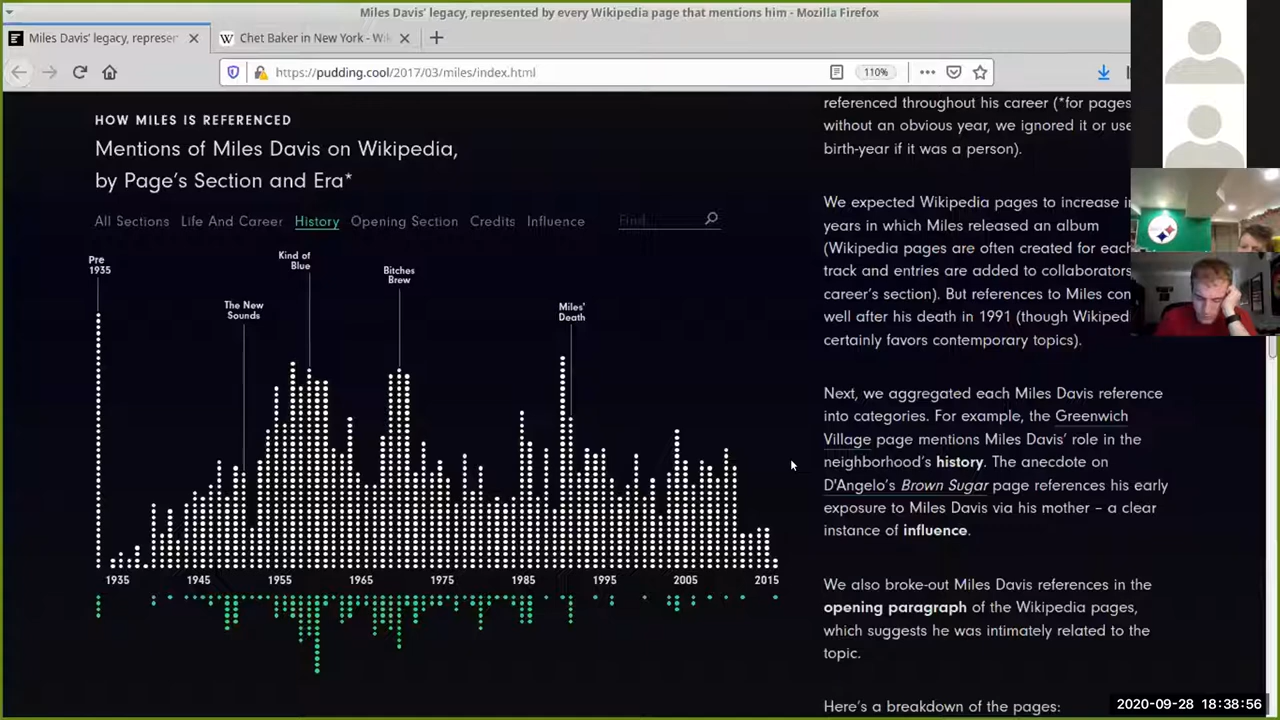 Miles Davis' legacy, represented by every Wikipedia page that mentions him - Mozilla Firefox
Miles Davis' legacy, represer
W Chet Baker in New York - Wik
https://pudding.cool/2017/03/miles/index.html
110%
HOW MILES IS REFERENCED
Mentions of Miles Davis on Wikipedia,
by Page's Section and Era*
All Sections Life And Career History Opening Section Credits Influence Find
Pre
1935
The New
Sounds
Kind of
Blue
Bitches
Brew
Miles'
Death
1935 1945 1955 1965 1975 1985 1995 2005 2015
referenced throughout his career (*for pages
without an obvious year, we ignored it or use
birth-year if it was a person).
We expected Wikipedia pages to increase in
years in which Miles released an album
(Wikipedia pages are often created for each
track and entries are added to collaborators
career's section). But references to Miles con
well after his death in 1991 (though Wikiped
certainly favors contemporary topics).
Next, we aggregated each Miles Davis reference
into categories. For example, the Greenwich
Village page mentions Miles Davis' role in the
neighborhood's history. The anecdote on
D'Angelo's Brown Sugar page references his early
exposure to Miles Davis via his mother – a clear
instance of influence.
We also broke-out Miles Davis references in the
opening paragraph of the Wikipedia pages,
which suggests he was intimately related to the
topic.
Here's a breakdown of the pages:
2020-09-28 18:38:56